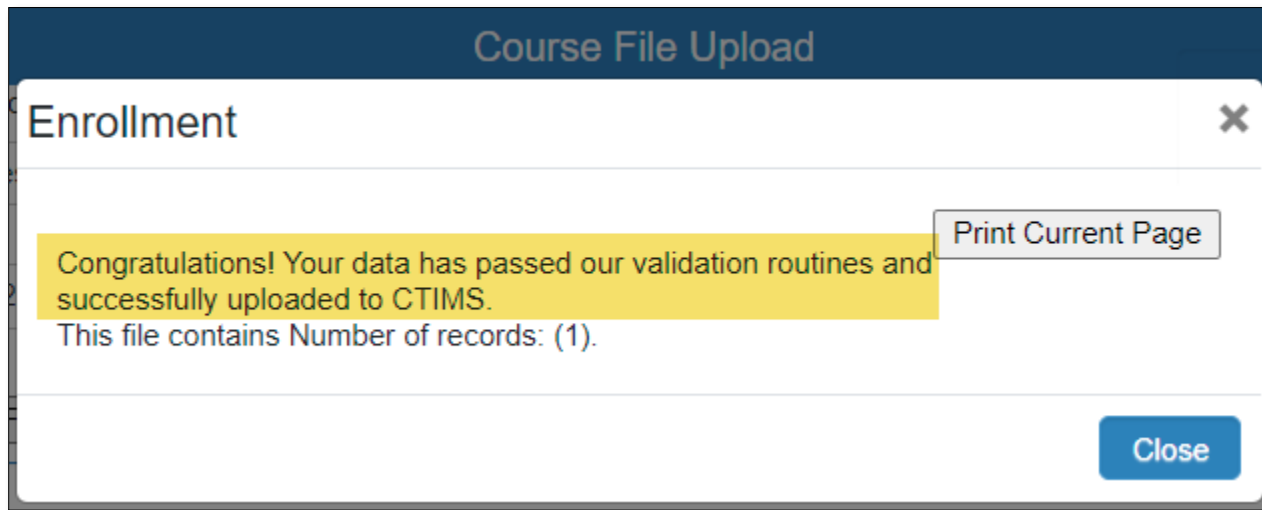 Course File Upload
Enrollment
×
Print Current Page
Congratulations! Your data has passed our validation routines and
successfully uploaded to CTIMS.
This file contains Number of records: (1).
Close